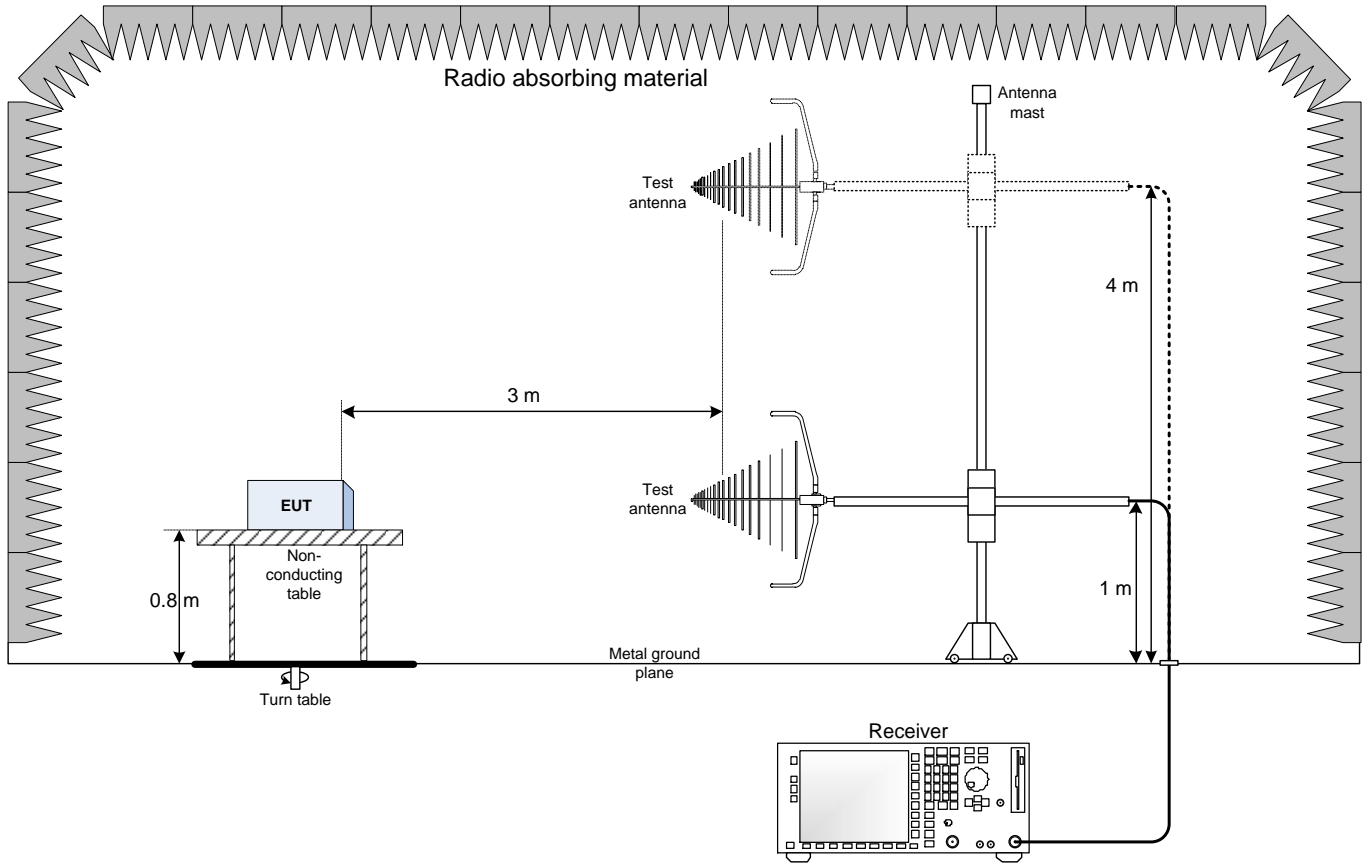 Radio absorbing material
Antenna
mast
Test
antenna
4 m
3 m
Test
antenna
EUT
Non-
conducting
table
0.8 m
1 m
Metal ground
plane
Turn table
Receiver